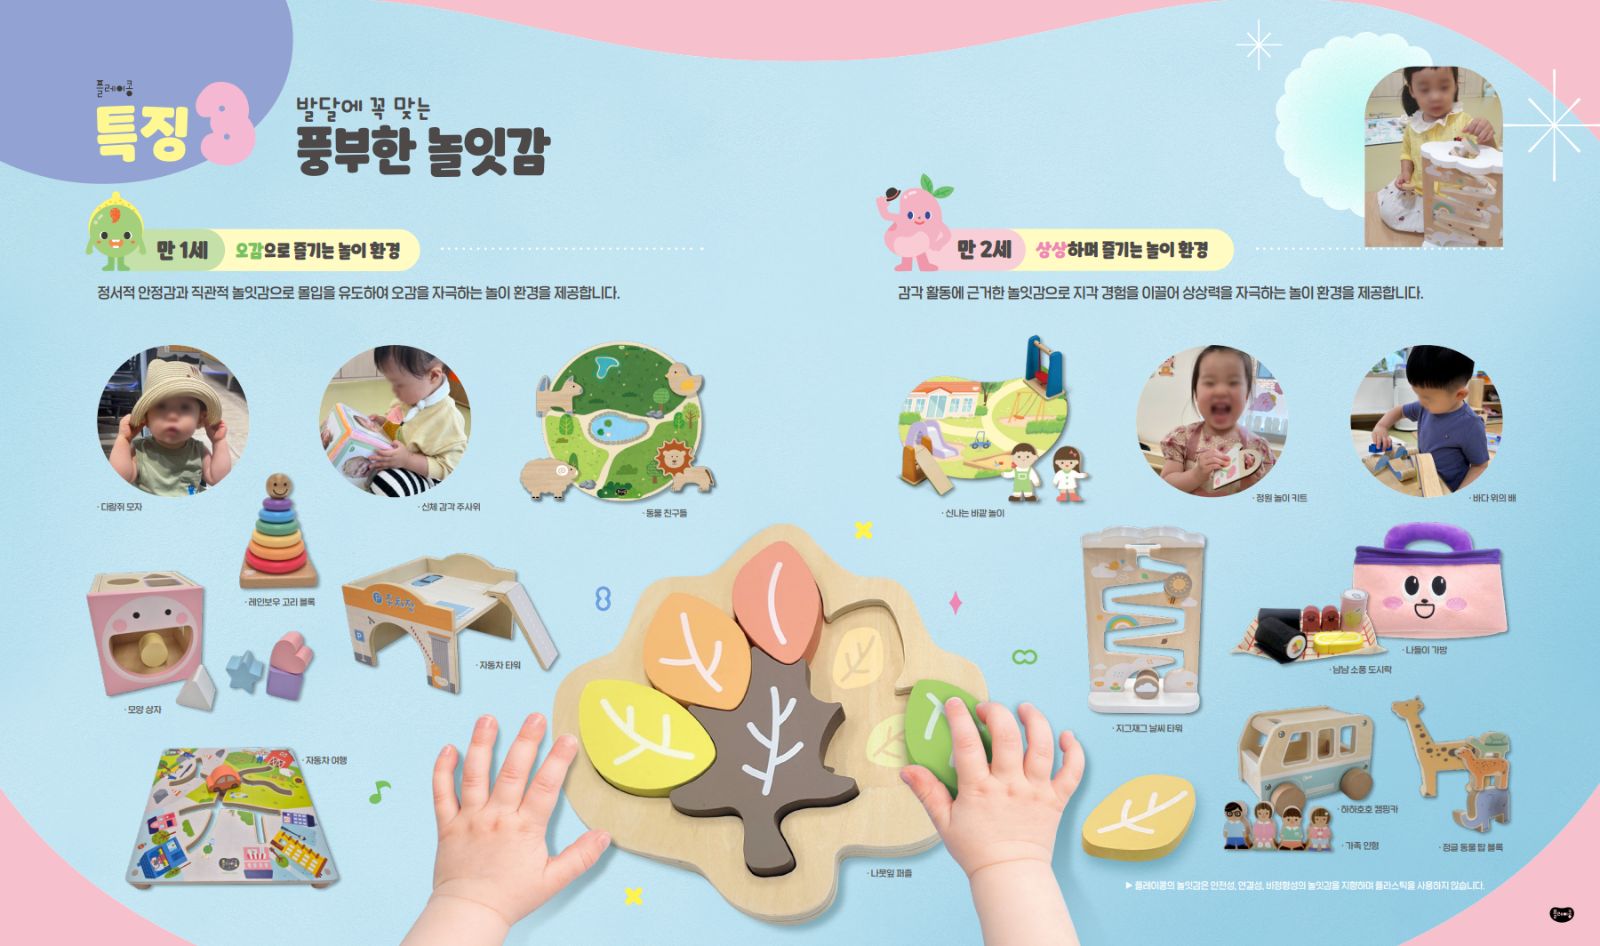 플레이콩
특징3
발달에 꼭 맞는
풍부한 놀잇감
만 1세 오감으로 즐기는 놀이 환경
정서적 안정감과 직관적 놀잇감으로 몰입을 유도하여 오감을 자극하는 놀이 환경을 제공합니다.
만 2세 상상하며 즐기는 놀이 환경
감각 활동에 근거한 놀잇감으로 지각 경험을 이끌어 상상력을 자극하는 놀이 환경을 제공합니다.
· 다람쥐 모자
· 신체 감각 주사위
· 동물 친구들
· 레인보우 고리 블록
주차장
P
· 자동차 타워
· 모양 상자
· 자동차 여행
· 나뭇잎 퍼즐
· 신나는 바깥 놀이
· 정원 놀이 키트
· 바다 위의 배
· 나들이 가방
· 냠냠 소풍 도시락
· 지그재그 날씨 타워
· 하하호호 캠핑카
· 가족 인형
· 정글 동물 탑 블록
▶ 플레이콩의 놀잇감은 안전성, 연결성, 비정형성의 놀잇감을 지향하며 플라스틱을 사용하지 않습니다.
플레이콩